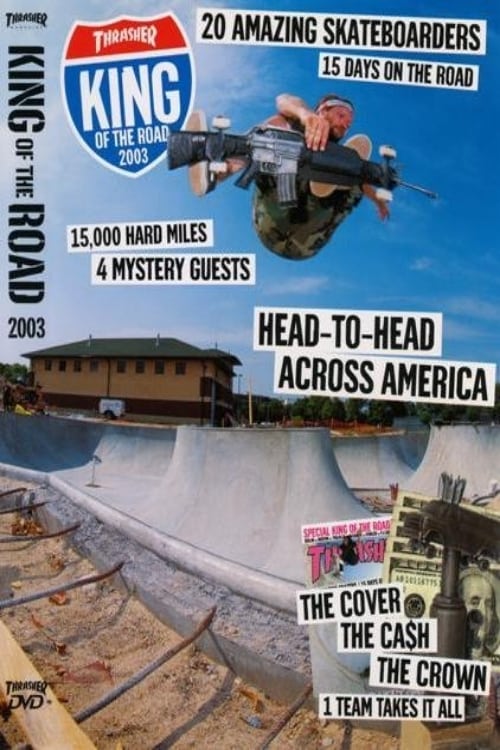 THRASHER
MAGAZINE
KING OF THE ROAD
2003
THRASHER
DVD
THRASHER
KING
OF THE ROAD
2003
20 AMAZING SKATEBOARDERS
15 DAYS ON THE ROAD
15,000 HARD MILES
4 MYSTERY GUESTS
HEAD-TO-HEAD
ACROSS AMERICA
SPECIAL KING OF THE ROAD
THRASHER
THE COVER
THE CA$H
THE CROWN
1 TEAM TAKES IT ALL